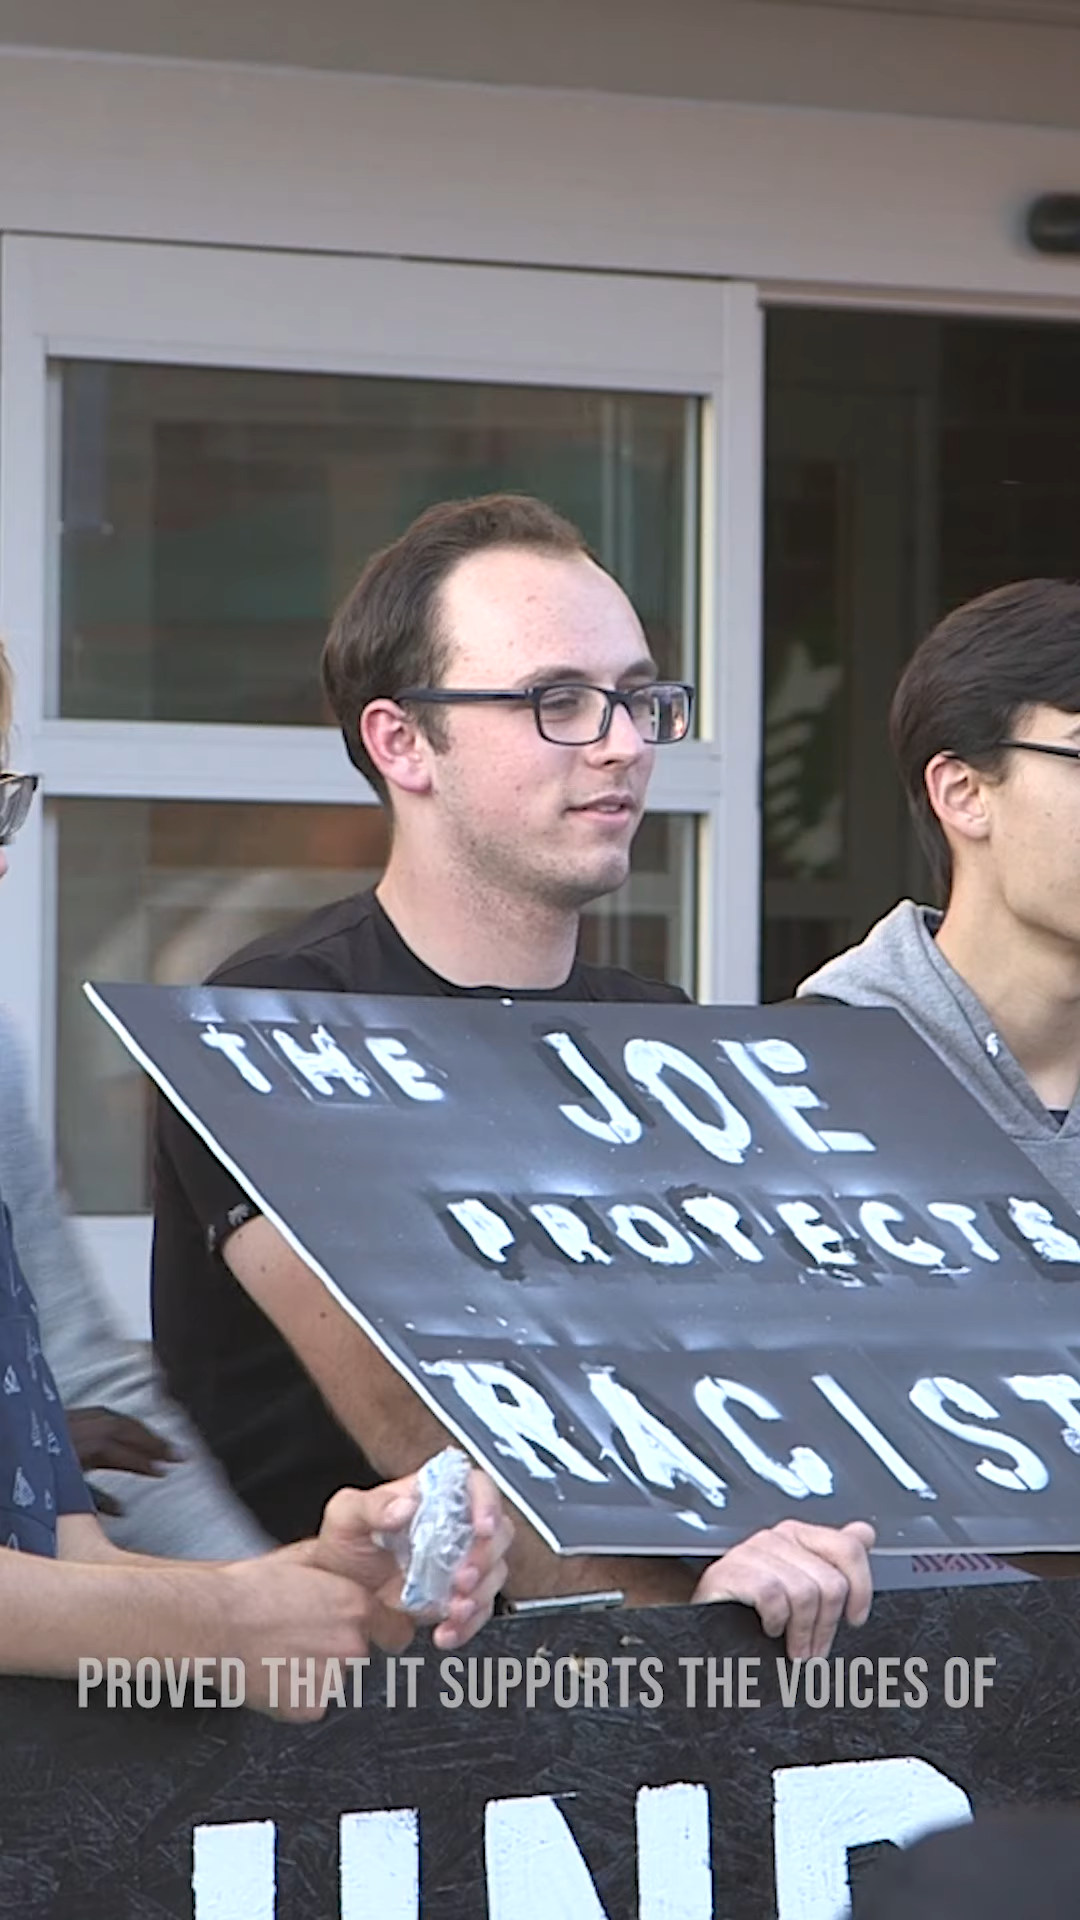 THE JOE
PROTECTS
RACIST
PROVED THAT IT SUPPORTS THE VOICES OF